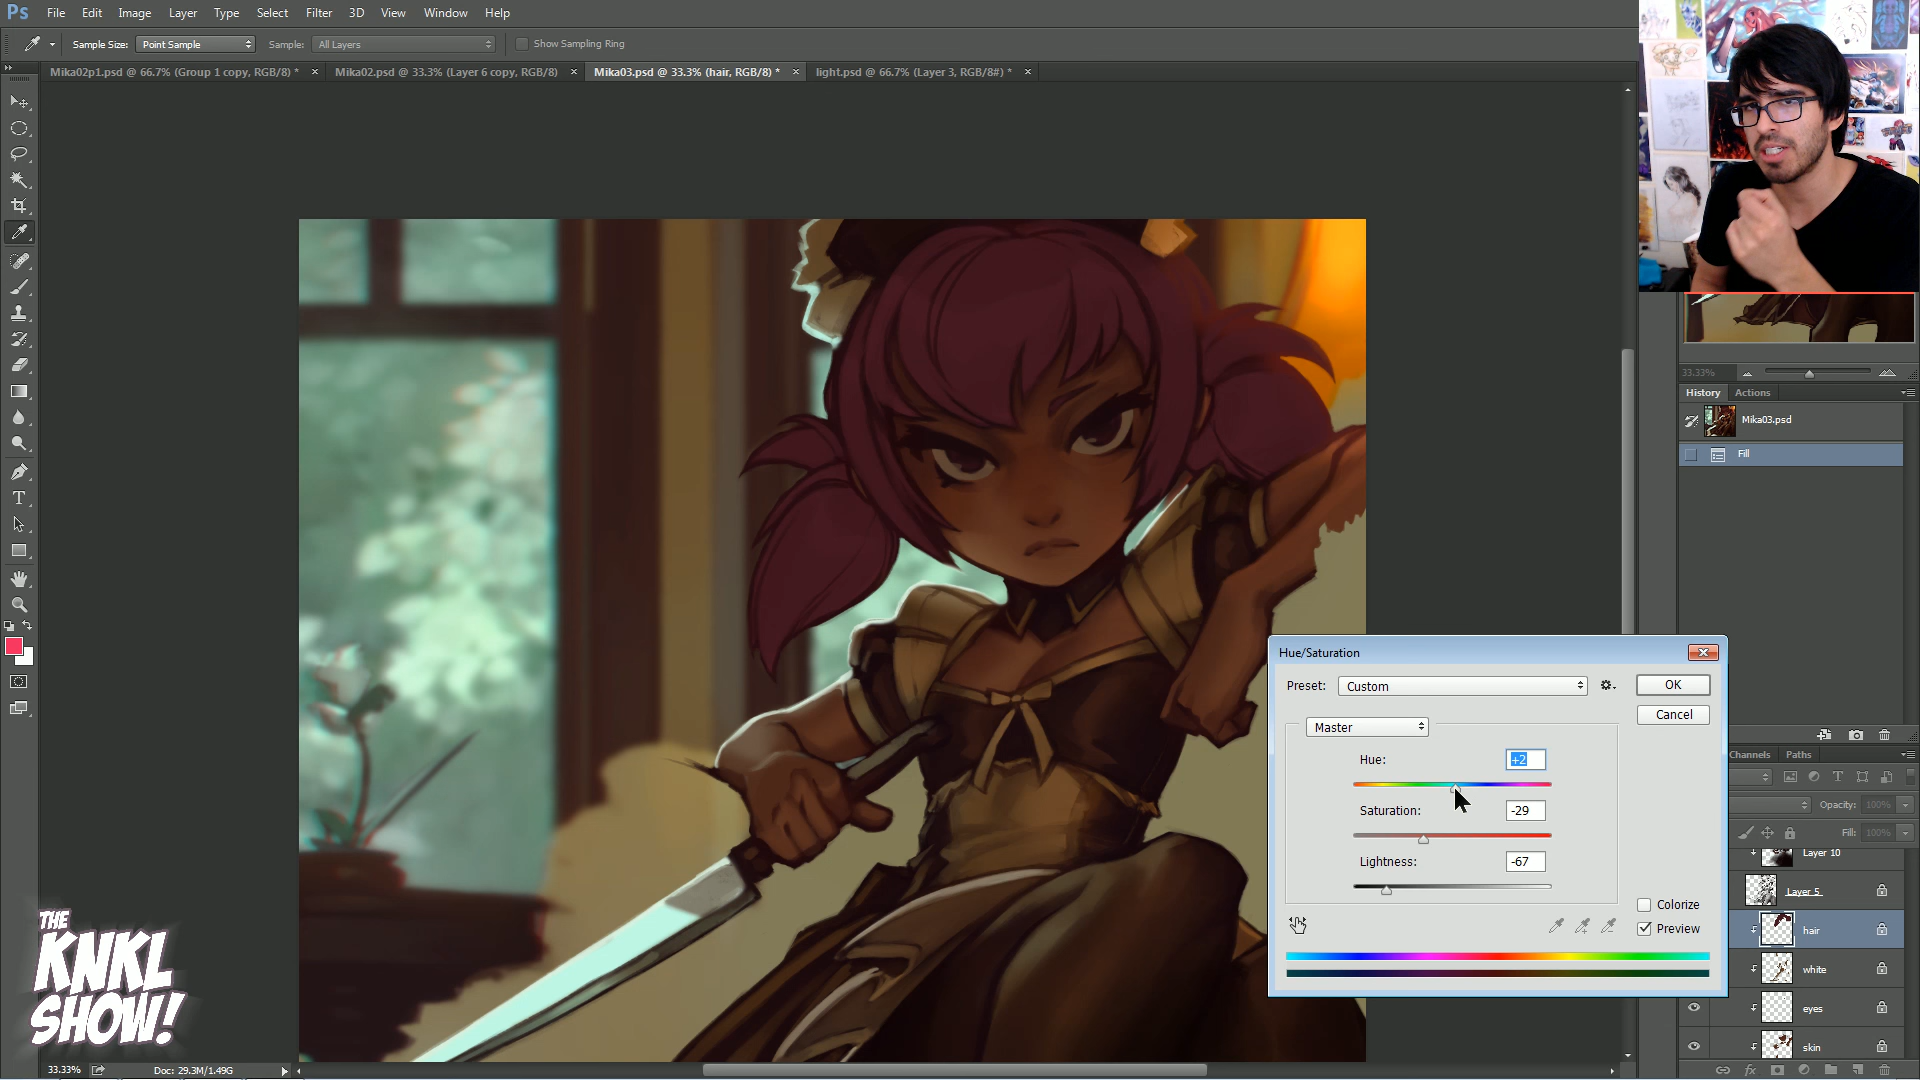 Ps File Edit Image Layer Type Select Filter 3D View Window Help
Sample Size: Point Sample Sample: All Layers Show Sampling Ring
Mika02p1.psd @ 66.7% (Group 1 copy, RGB/8) * × Mika02.psd @ 33.3% (Layer 6 copy, RGB/8) × Mika03.psd @ 33.3% (hair, RGB/8) * × light.psd @ 66.7% (Layer 3, RGB/8#) * ×
33.33%
History Actions
Mika03.psd
Fill
Hue/Saturation
Preset: Custom OK
Cancel
Master
Hue: +2
Saturation: -29
Lightness: -67
Colorize
Preview
Channels Paths
Opacity: 100%
Fill: 100%
Layer 10
Layer 5
hair
white
eyes
skin
T
THE
KNKL
SHOW!
33.33% Doc: 29.3M/1.49G